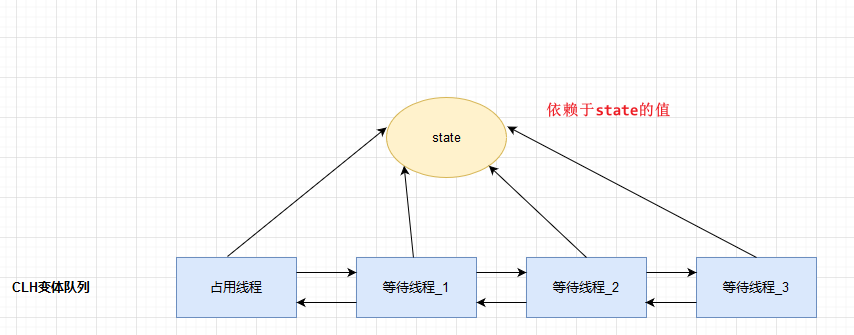 依赖于state的值
state
CLH变体队列
占用线程
等待线程_1
等待线程_2
等待线程_3